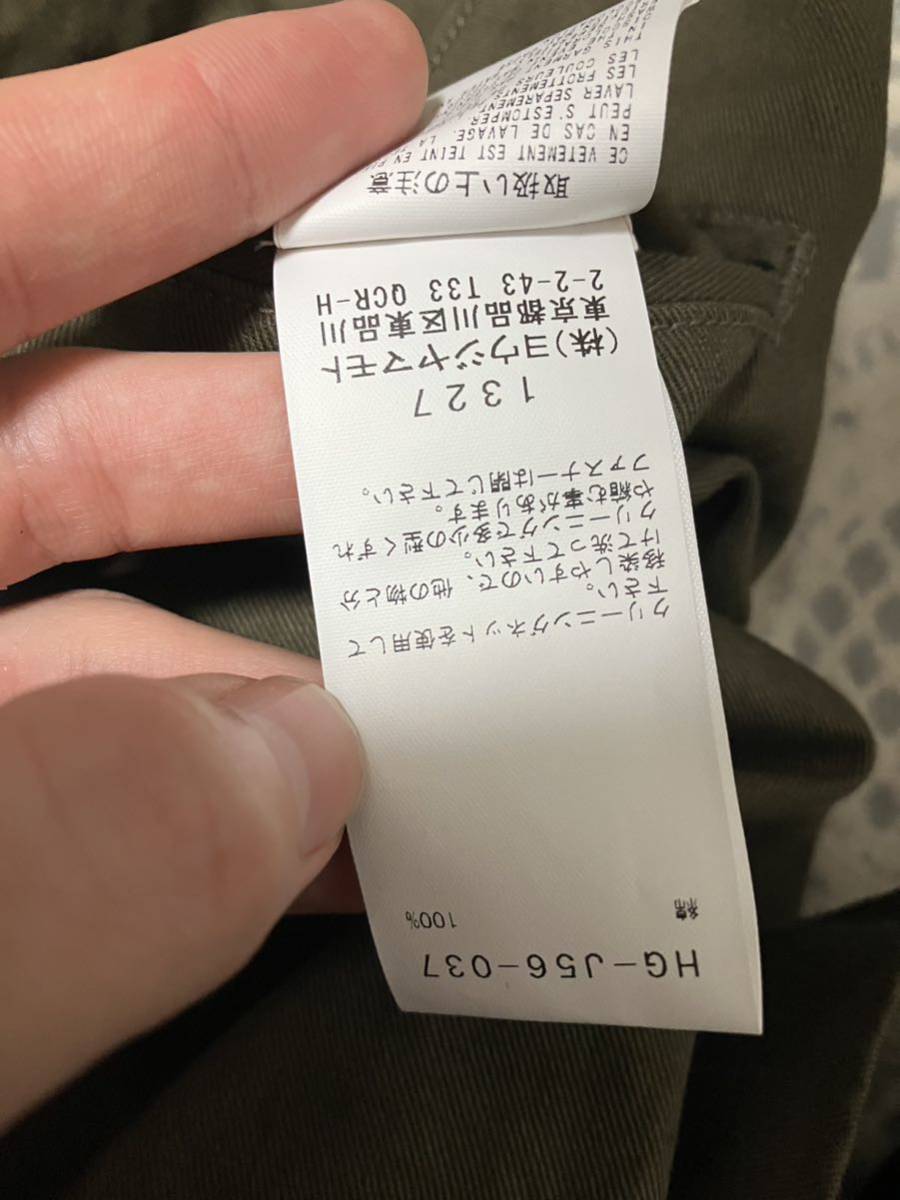 HG-J56-037
綿 100%
クリーニングネットを使用して
下さい。
移染しやすいので、他の物と分
けて洗って下さい。
クリーニングで多少の型くずれ
や縮む事があります。
ファスナーは閉じて下さい。
1327
(株)ヨウジヤマモト
東京都品川区東品川
2-2-43 T33 QCR-H
取扱い上の注意
CE VETEMENT EST TEINT EN
EN CAS DE LAVAGE, LA
PEUT S'ESTOMPER
LAVER SEPAREMENT
LES FROTTEMENTS
LES COULEURS
THIS GARMENT